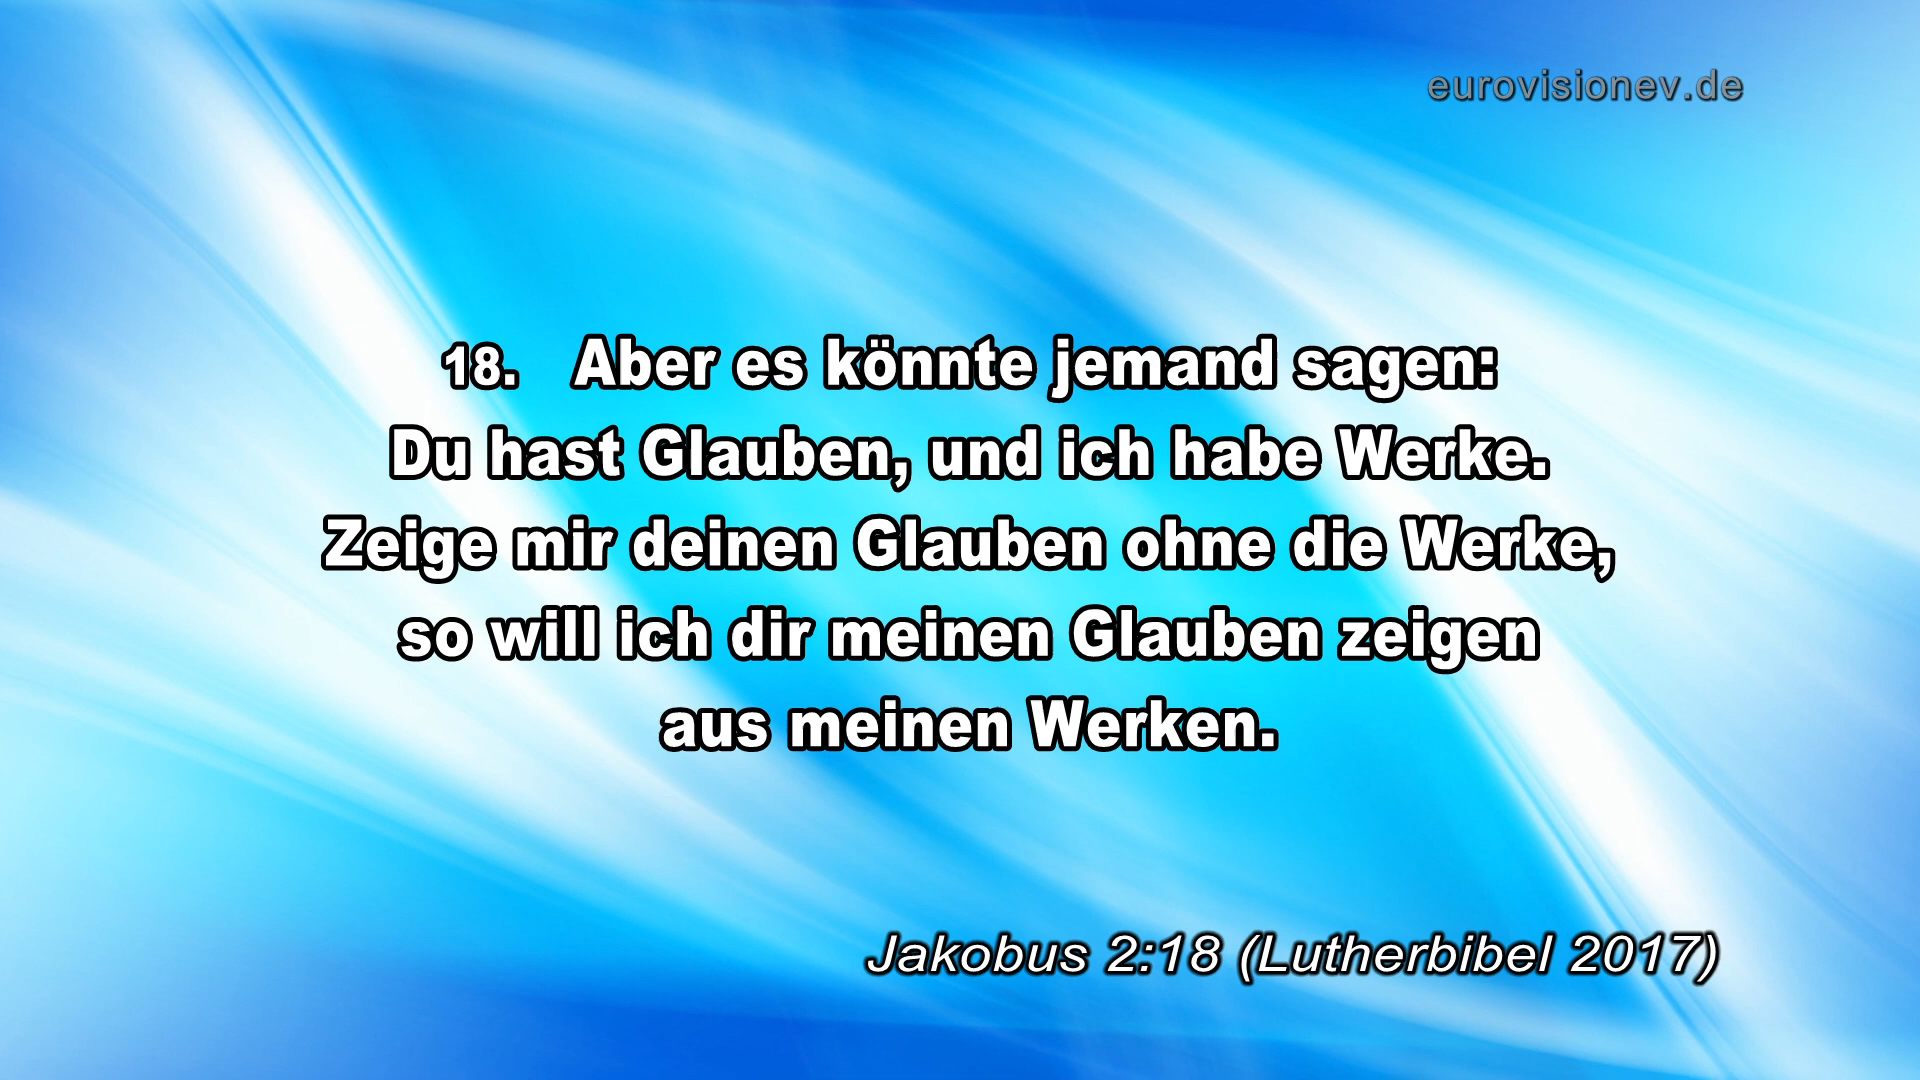 eurovisionev.de
18. Aber es könnte jemand sagen:
Du hast Glauben, und ich habe Werke.
Zeige mir deinen Glauben ohne die Werke,
so will ich dir meinen Glauben zeigen
aus meinen Werken.
Jakobus 2:18 (Lutherbibel 2017)